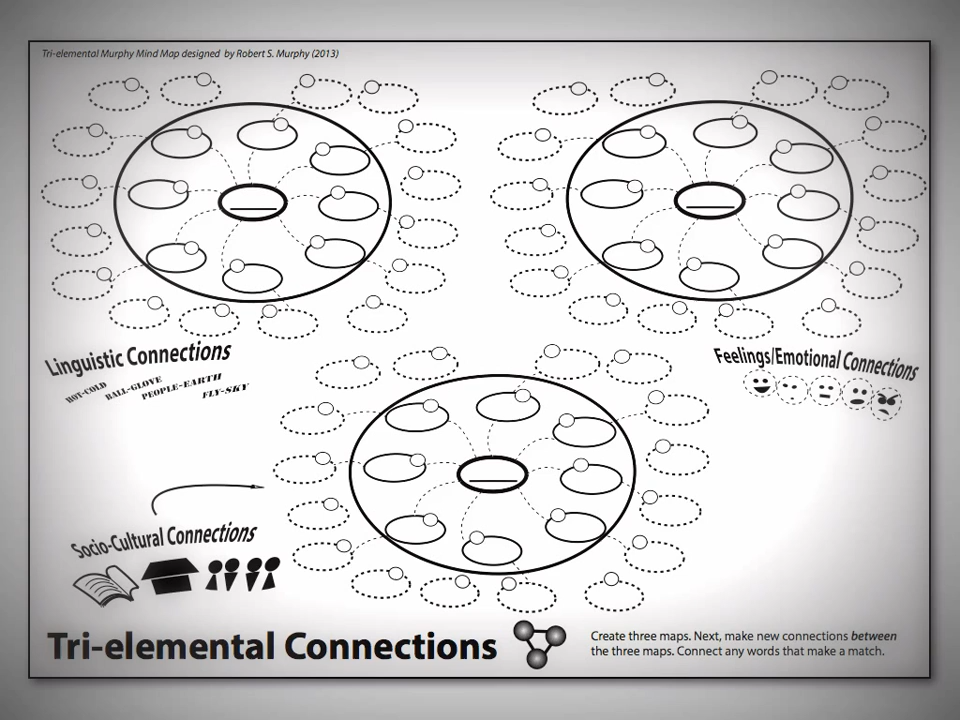 Tri-elemental Murphy Mind Map designed by Robert S. Murphy (2013)
Linguistic Connections
HOT-COLD
BALL-GLOVE
PEOPLE-EARTH
FLY-SKY
Feelings/Emotional Connections
Socio-Cultural Connections
Tri-elemental Connections
Create three maps. Next, make new connections between
the three maps. Connect any words that make a match.